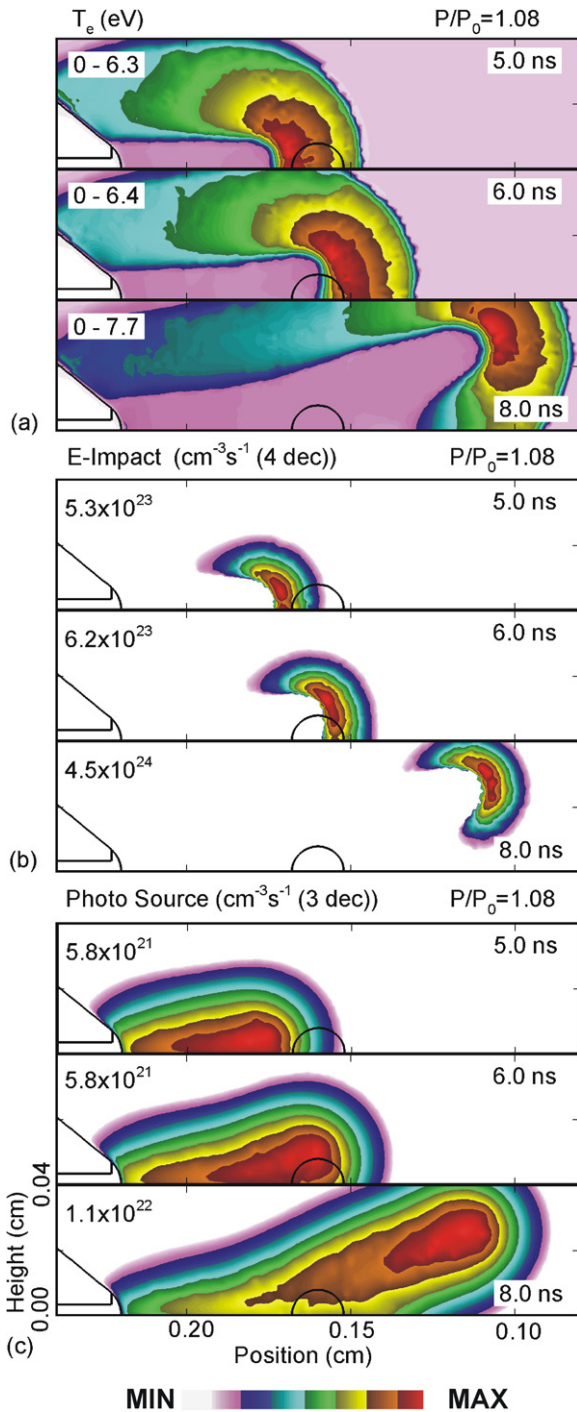 Tₑ (eV) P/P₀=1.08
0 - 6.3 5.0 ns
0 - 6.4 6.0 ns
0 - 7.7
8.0 ns
(a)
E-Impact (cm⁻³s⁻¹ (4 dec)) P/P₀=1.08
5.3x10²³ 5.0 ns
6.2x10²³ 6.0 ns
4.5x10²⁴
8.0 ns
(b)
Photo Source (cm⁻³s⁻¹ (3 dec)) P/P₀=1.08
5.8x10²¹ 5.0 ns
5.8x10²¹ 6.0 ns
0.04
1.1x10²²
Height (cm)
0.00
8.0 ns
(c)
0.20 0.15 0.10
Position (cm)
MIN MAX